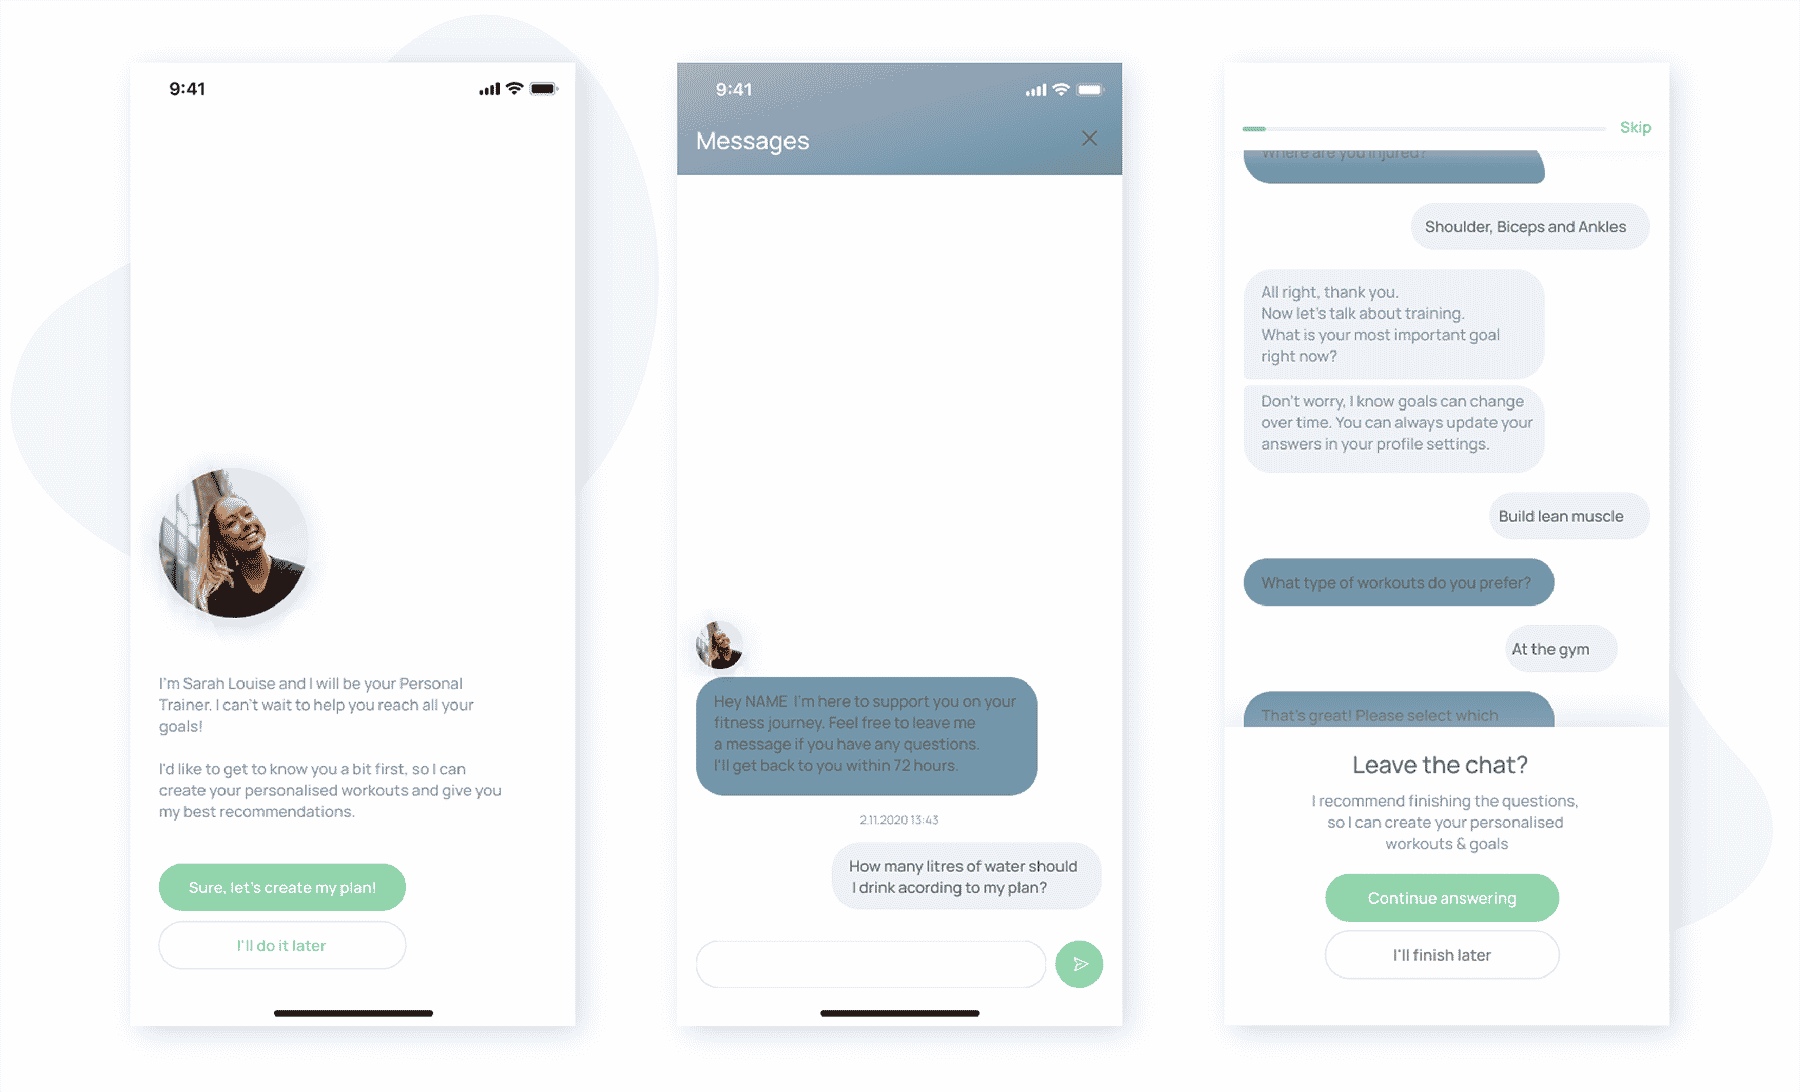 9:41
I'm Sarah Louise and I will be your Personal
Trainer. I can't wait to help you reach all your
goals!
I'd like to get to know you a bit first, so I can
create your personalised workouts and give you
my best recommendations.
Sure, let's create my plan!
I'll do it later
9:41
Messages
Hey NAME I'm here to support you on your
fitness journey. Feel free to leave me
a message if you have any questions.
I'll get back to you within 72 hours.
2.11.2020 13:43
How many litres of water should
I drink acording to my plan?
Skip
Where are you injured?
Shoulder, Biceps and Ankles
All right, thank you.
Now let's talk about training.
What is your most important goal
right now?
Don't worry, I know goals can change
over time. You can always update your
answers in your profile settings.
Build lean muscle
What type of workouts do you prefer?
At the gym
That's great! Please select which
Leave the chat?
I recommend finishing the questions,
so I can create your personalised
workouts & goals
Continue answering
I'll finish later